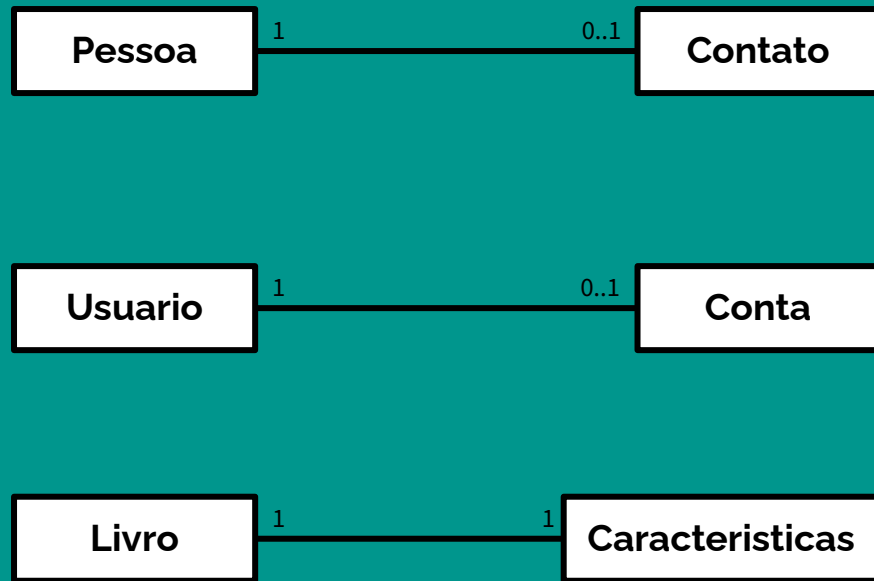 Pessoa 1 0..1 Contato
Usuario 1 0..1 Conta
Livro 1 1 Caracteristicas